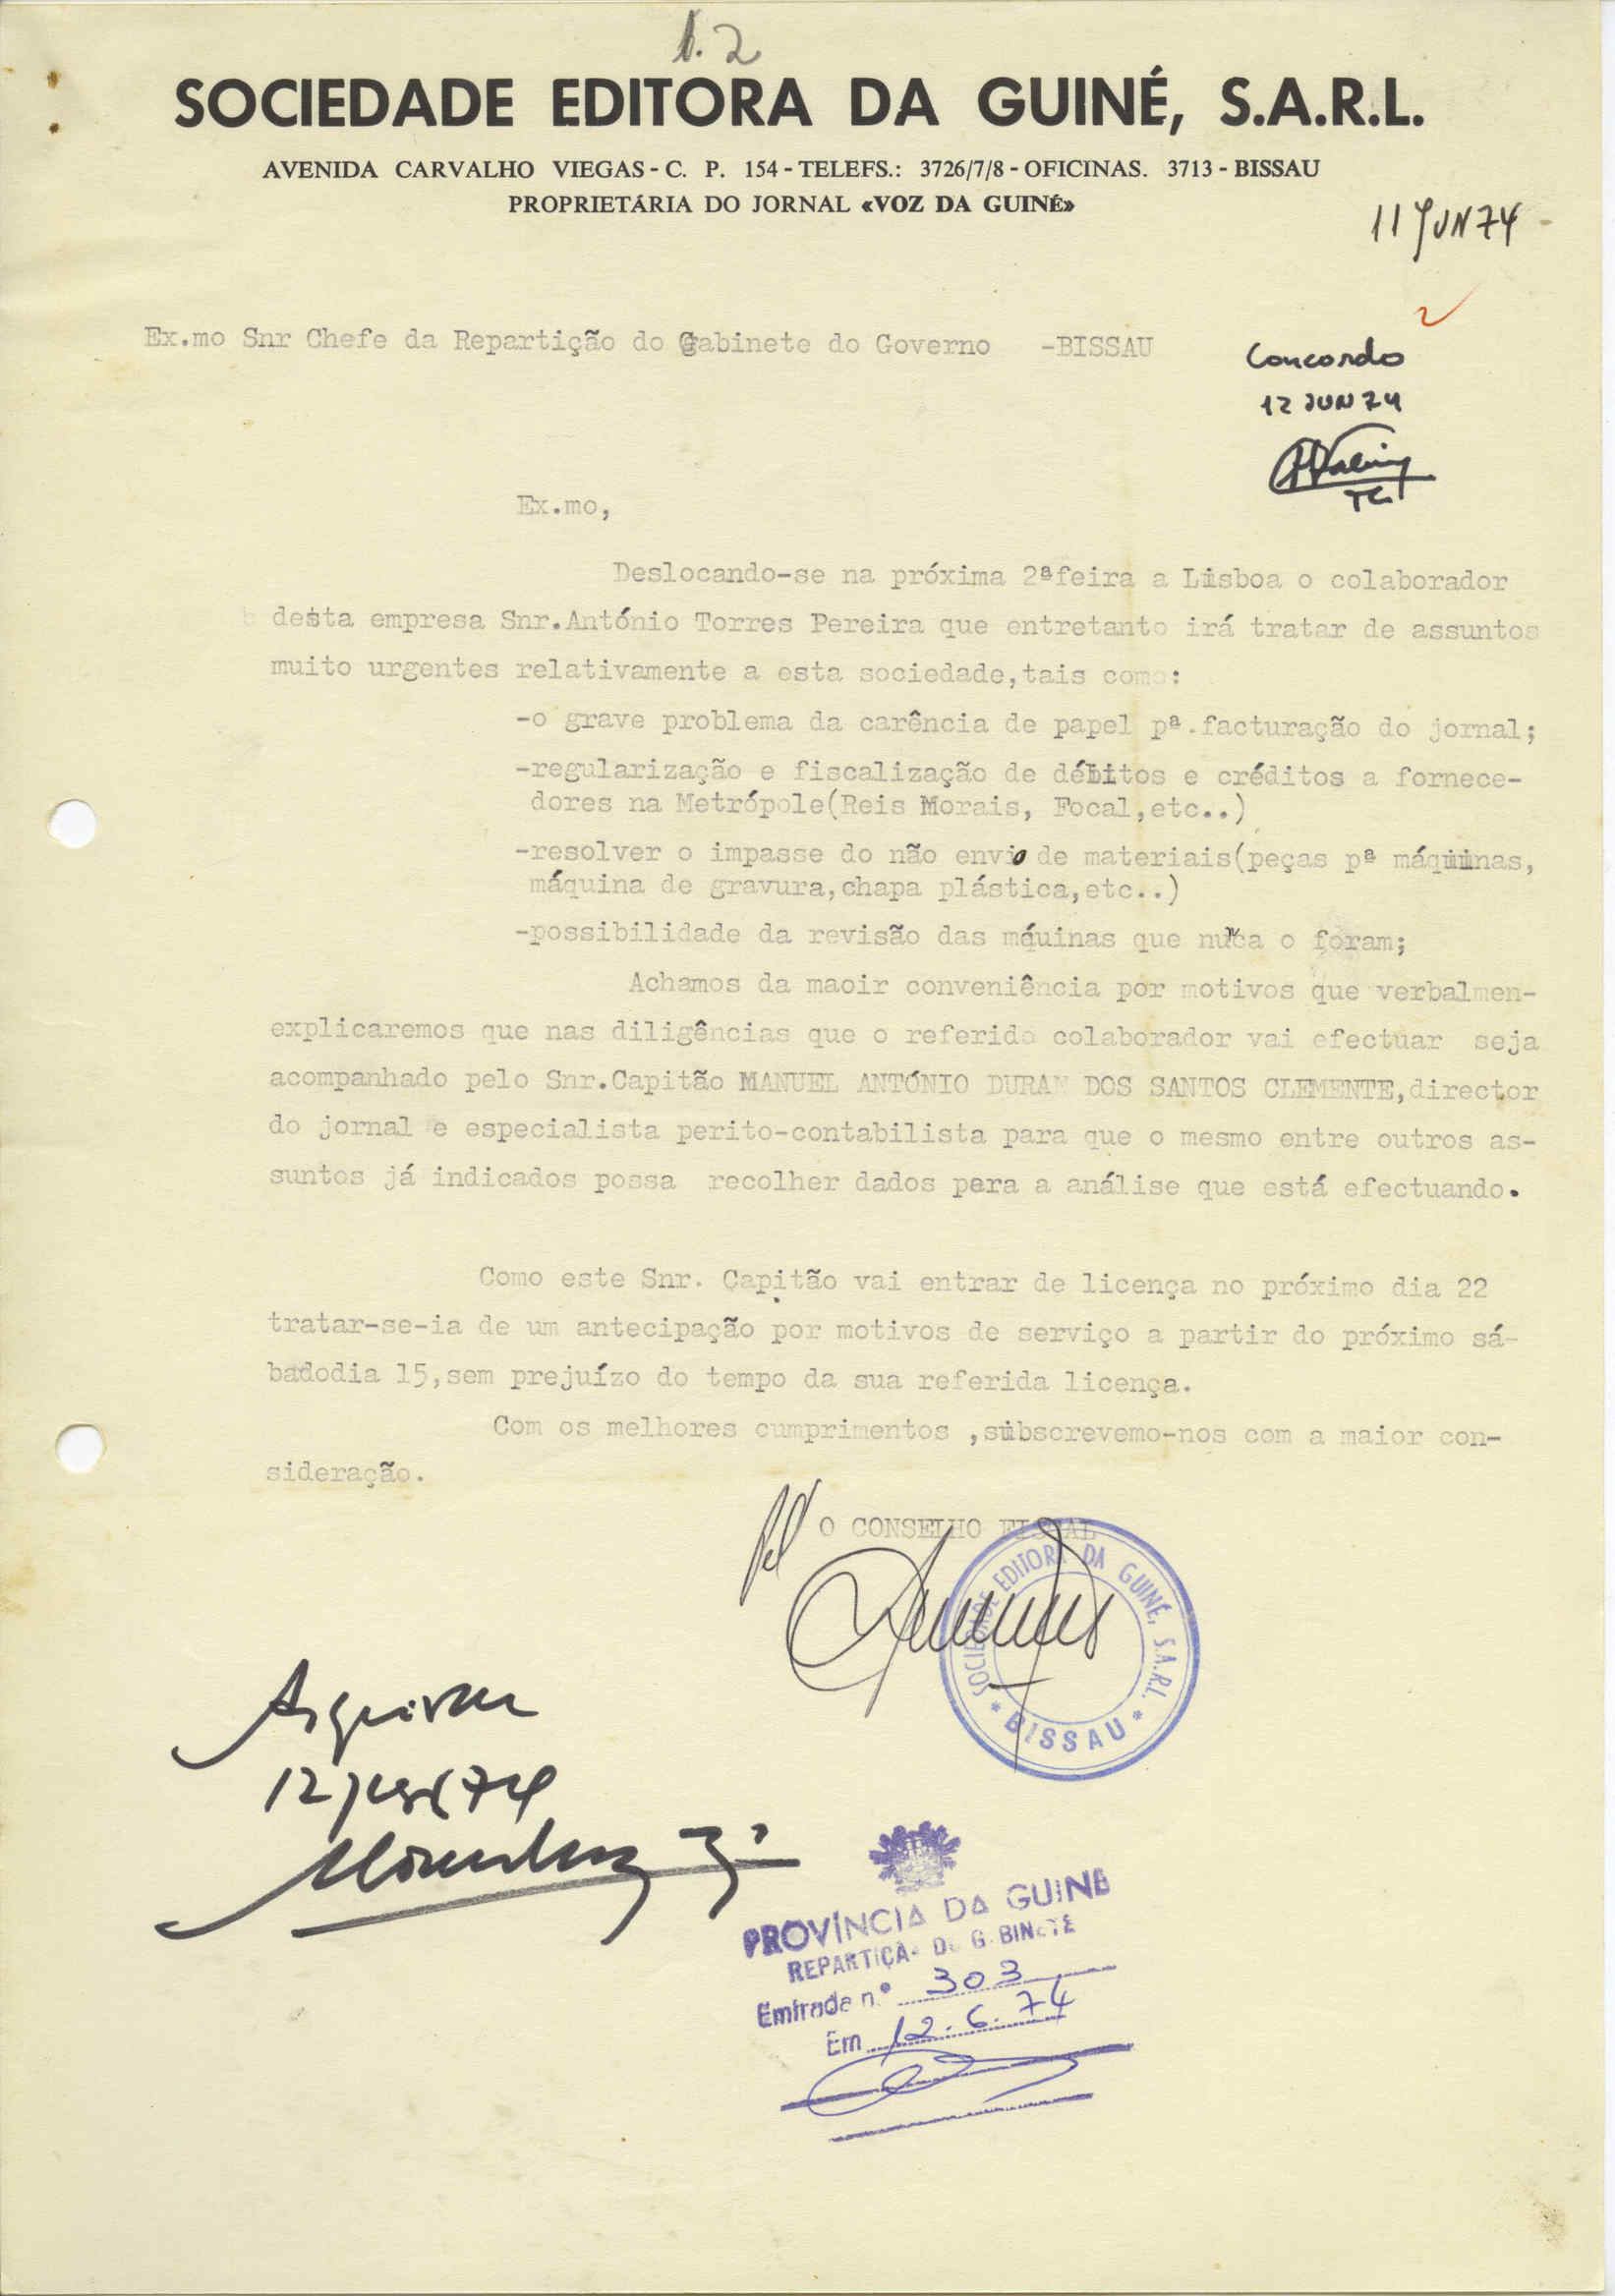 1.2
SOCIEDADE EDITORA DA GUINÉ, S.A.R.L.
AVENIDA CARVALHO VIEGAS - C. P. 154 - TELEFS.: 3726/7/8 - OFICINAS. 3713 - BISSAU
PROPRIETÁRIA DO JORNAL «VOZ DA GUINÉ»
11 JUN 74
Ex.mo Snr Chefe da Repartição do Gabinete do Governo -BISSAU
Concordo
12 JUN 74
Ex.mo,
Deslocando-se na próxima 2ªfeira a Lisboa o colaborador
desta empresa Snr.António Torres Pereira que entretanto irá tratar de assuntos
muito urgentes relativamente a esta sociedade,tais como:
-o grave problema da carência de papel pª.facturação do jornal;
-regularização e fiscalização de débitos e créditos a fornece-
dores na Metrópole(Reis Morais, Focal,etc..)
-resolver o impasse do não envio de materiais(peças pª máquinas,
máquina de gravura,chapa plástica,etc..)
-possibilidade da revisão das máuinas que nunca o foram;
Achamos da maoir conveniência por motivos que verbalmen-
explicaremos que nas diligências que o referido colaborador vai efectuar seja
acompanhado pelo Snr.Capitão MANUEL ANTÓNIO DURAN DOS SANTOS CLEMENTE,director
do jornal e especialista perito-contabilista para que o mesmo entre outros as-
suntos já indicados possa recolher dados para a análise que está efectuando.
Como este Snr. Capitão vai entrar de licença no próximo dia 22
tratar-se-ia de um antecipação por motivos de serviço a partir do próximo sá-
badodia 15,sem prejuízo do tempo da sua referida licença.
Com os melhores cumprimentos ,subscrevemo-nos com a maior con-
sideração.
O CONSELHO FISCAL
SOCIEDADE EDITORA DA GUINÉ, S.A.R.L.
* BISSAU *
Arquivar
12 74
PROVÍNCIA DA GUINÉ
REPARTIÇÃO DO GABINETE
Entrada n.º 303
Em 12.6.74